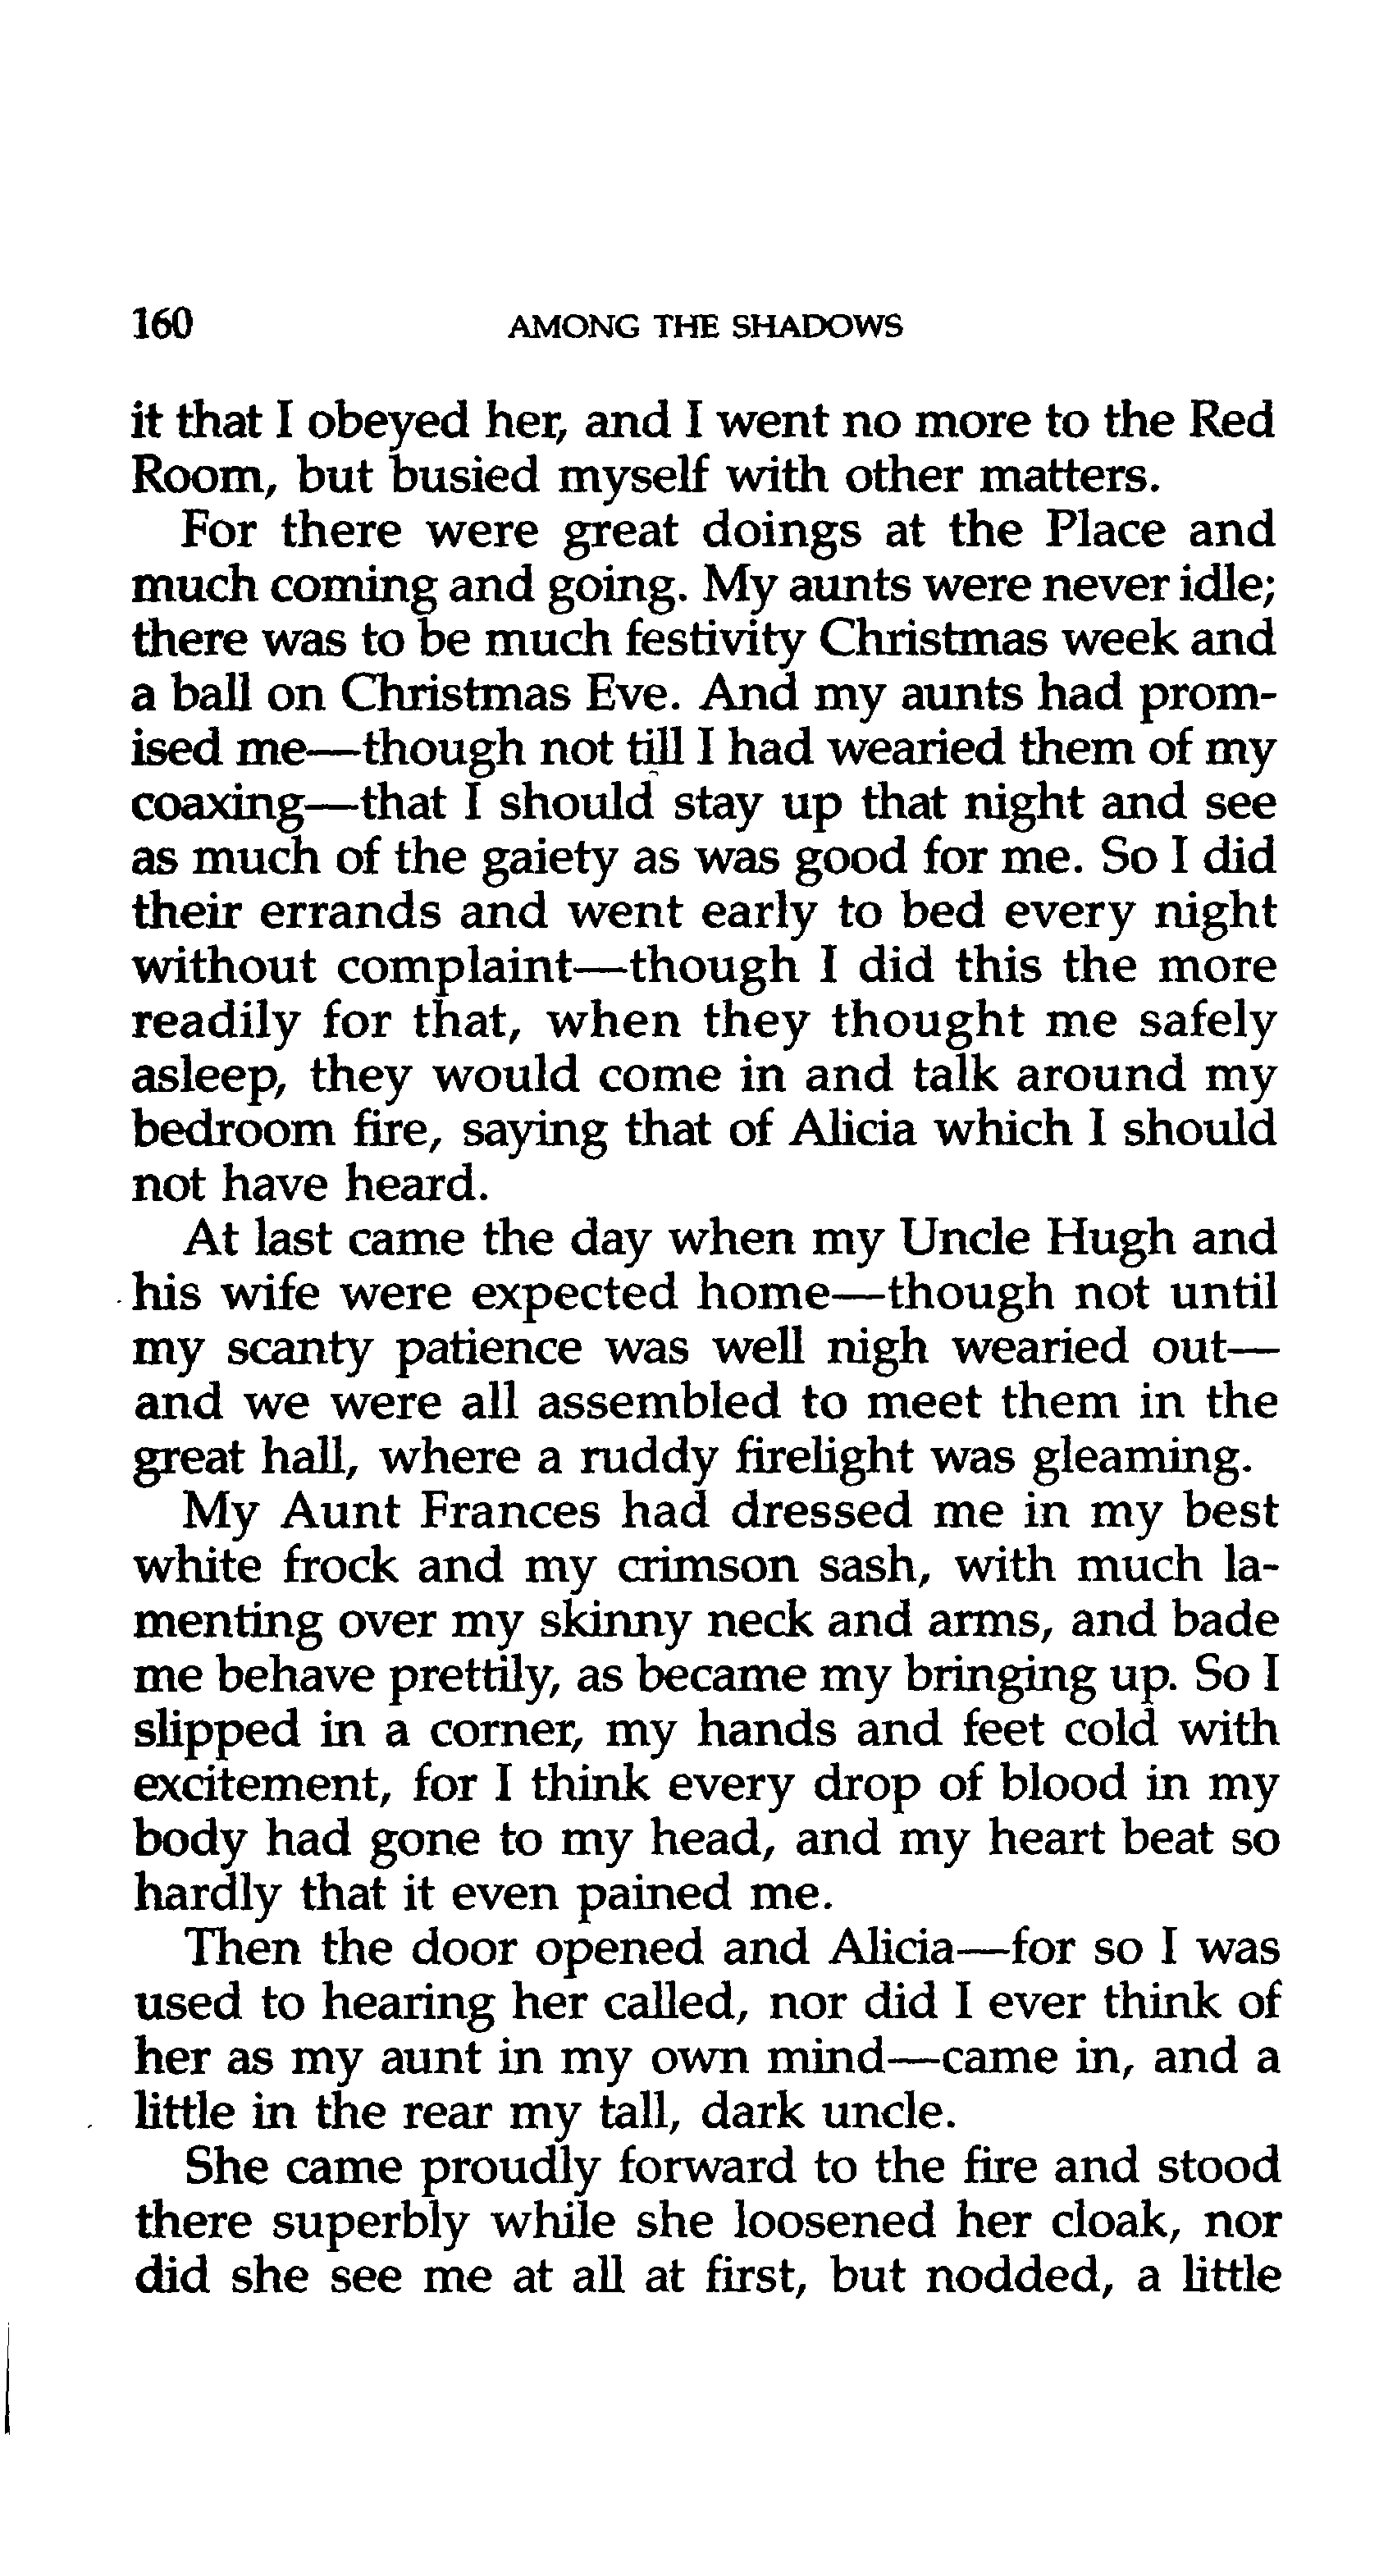 160 AMONG THE SHADOWS
it that I obeyed her, and I went no more to the Red
Room, but busied myself with other matters.
For there were great doings at the Place and
much coming and going. My aunts were never idle;
there was to be much festivity Christmas week and
a ball on Christmas Eve. And my aunts had prom-
ised me—though not till I had wearied them of my
coaxing—that I should stay up that night and see
as much of the gaiety as was good for me. So I did
their errands and went early to bed every night
without complaint—though I did this the more
readily for that, when they thought me safely
asleep, they would come in and talk around my
bedroom fire, saying that of Alicia which I should
not have heard.
At last came the day when my Uncle Hugh and
his wife were expected home—though not until
my scanty patience was well nigh wearied out—
and we were all assembled to meet them in the
great hall, where a ruddy firelight was gleaming.
My Aunt Frances had dressed me in my best
white frock and my crimson sash, with much la-
menting over my skinny neck and arms, and bade
me behave prettily, as became my bringing up. So I
slipped in a corner, my hands and feet cold with
excitement, for I think every drop of blood in my
body had gone to my head, and my heart beat so
hardly that it even pained me.
Then the door opened and Alicia—for so I was
used to hearing her called, nor did I ever think of
her as my aunt in my own mind—came in, and a
little in the rear my tall, dark uncle.
She came proudly forward to the fire and stood
there superbly while she loosened her cloak, nor
did she see me at all at first, but nodded, a little